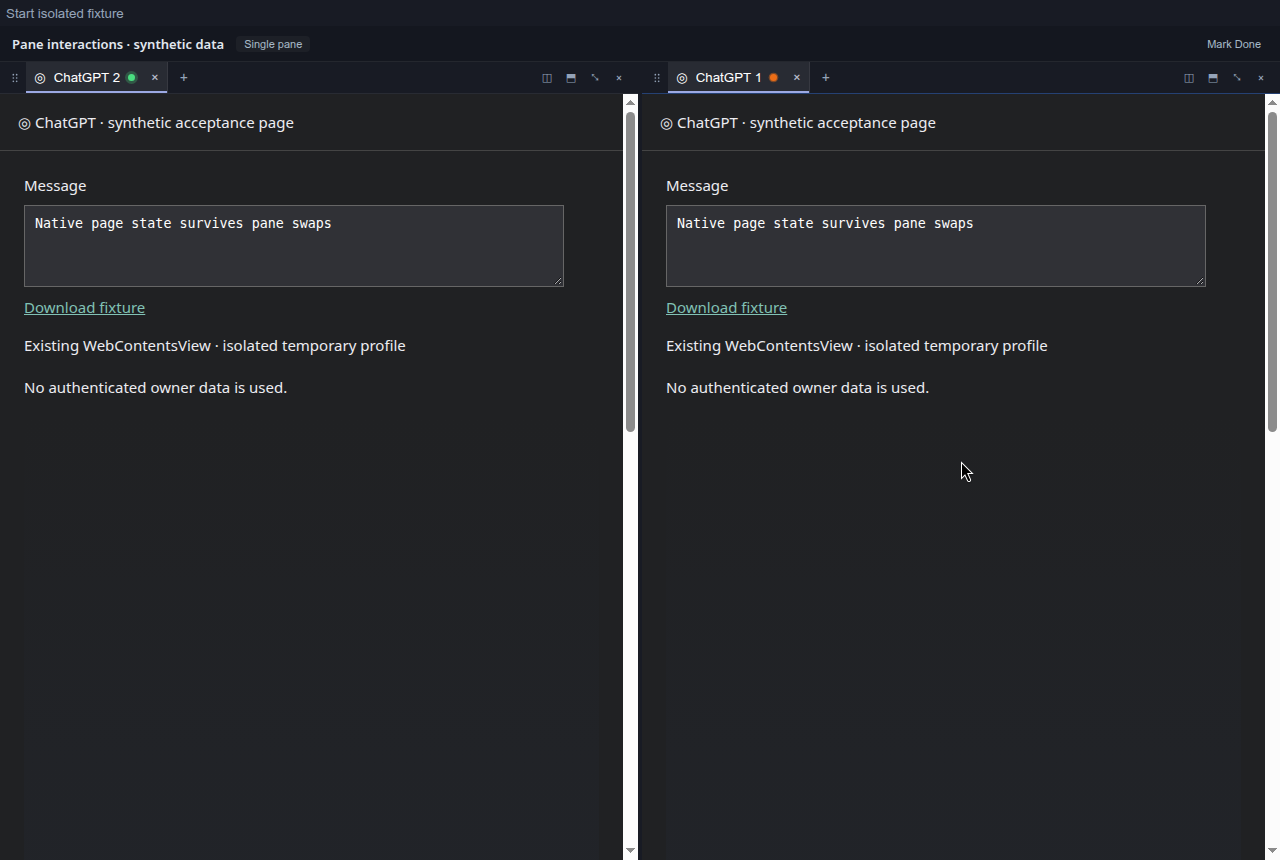 Start isolated fixture
Pane interactions · synthetic data Single pane Mark Done
ChatGPT 2 × +
ChatGPT · synthetic acceptance page
Message
Native page state survives pane swaps
Download fixture
Existing WebContentsView · isolated temporary profile
No authenticated owner data is used.
ChatGPT 1 × +
ChatGPT · synthetic acceptance page
Message
Native page state survives pane swaps
Download fixture
Existing WebContentsView · isolated temporary profile
No authenticated owner data is used.